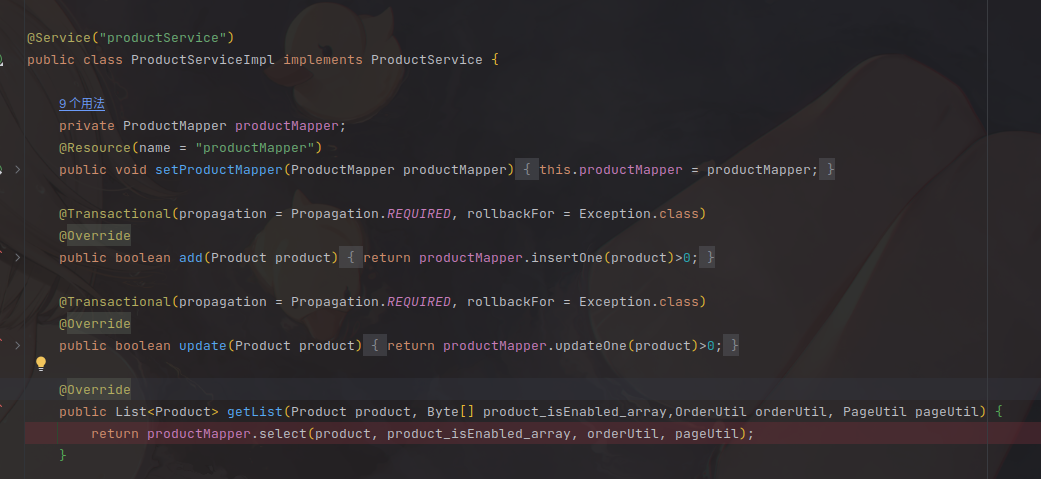 @Service("productService")
public class ProductServiceImpl implements ProductService {
9 个用法
private ProductMapper productMapper;
@Resource(name = "productMapper")
public void setProductMapper(ProductMapper productMapper) { this.productMapper = productMapper; }
@Transactional(propagation = Propagation.REQUIRED, rollbackFor = Exception.class)
@Override
public boolean add(Product product) { return productMapper.insertOne(product)>0; }
@Transactional(propagation = Propagation.REQUIRED, rollbackFor = Exception.class)
@Override
public boolean update(Product product) { return productMapper.updateOne(product)>0; }
@Override
public List<Product> getList(Product product, Byte[] product_isEnabled_array,OrderUtil orderUtil, PageUtil pageUtil) {
return productMapper.select(product, product_isEnabled_array, orderUtil, pageUtil);
}